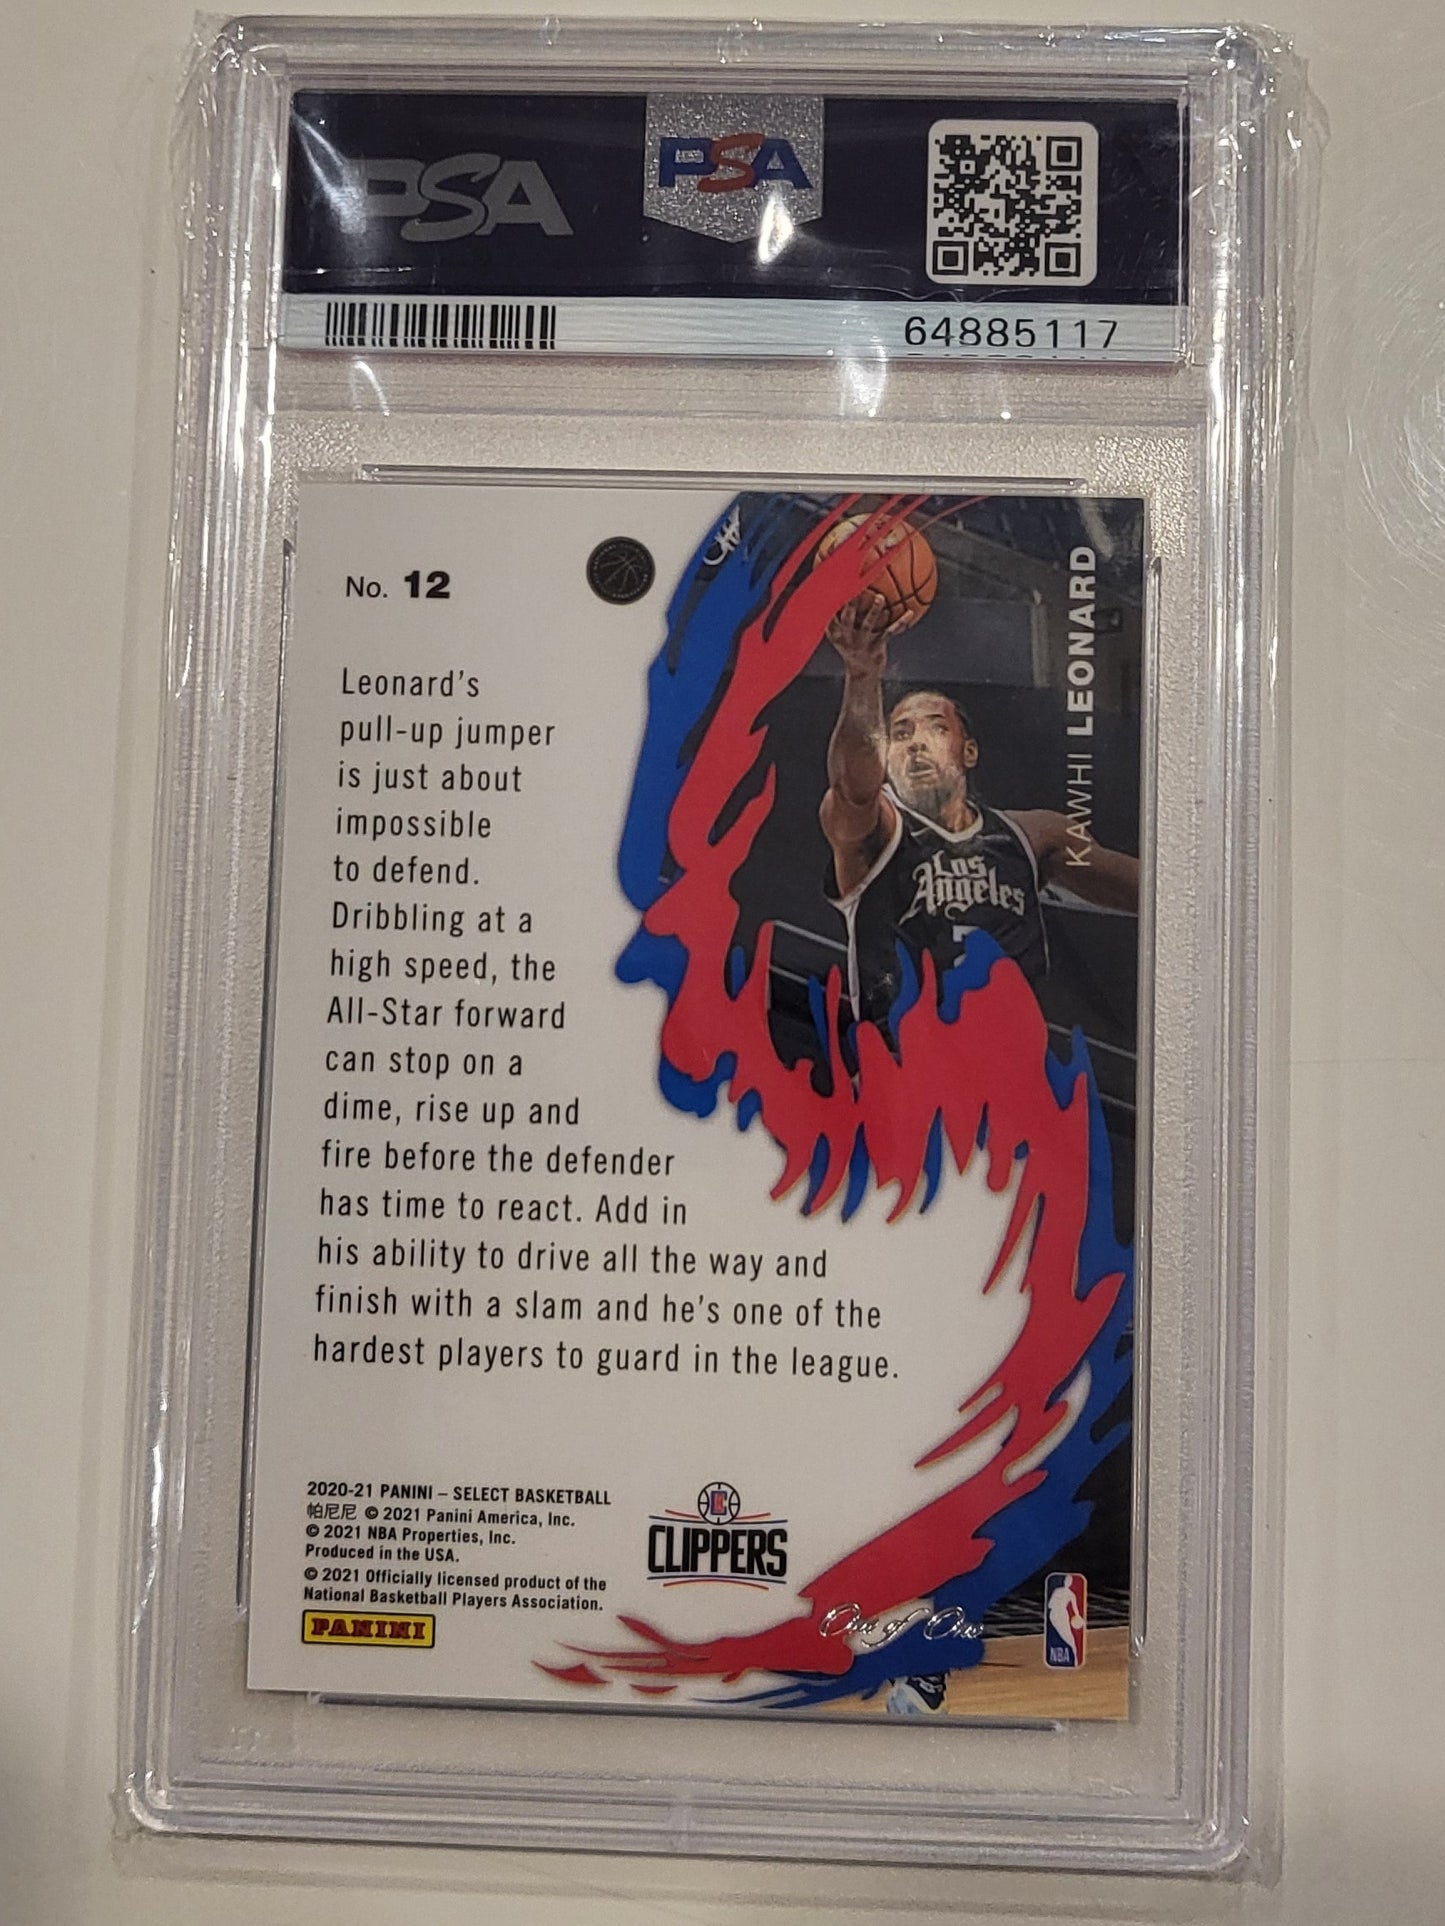 PSA
PSA
64885117
No. 12
KAWHI LEONARD
Leonard's
pull-up jumper
is just about
impossible
to defend.
Dribbling at a
high speed, the
All-Star forward
can stop on a
dime, rise up and
fire before the defender
has time to react. Add in
his ability to drive all the way and
finish with a slam and he's one of the
hardest players to guard in the league.
Los
Angeles
2020-21 PANINI – SELECT BASKETBALL
帕尼尼 © 2021 Panini America, Inc.
© 2021 NBA Properties, Inc.
Produced in the USA.
© 2021 Officially licensed product of the
National Basketball Players Association.
PANINI
CLIPPERS
One of One
NBA